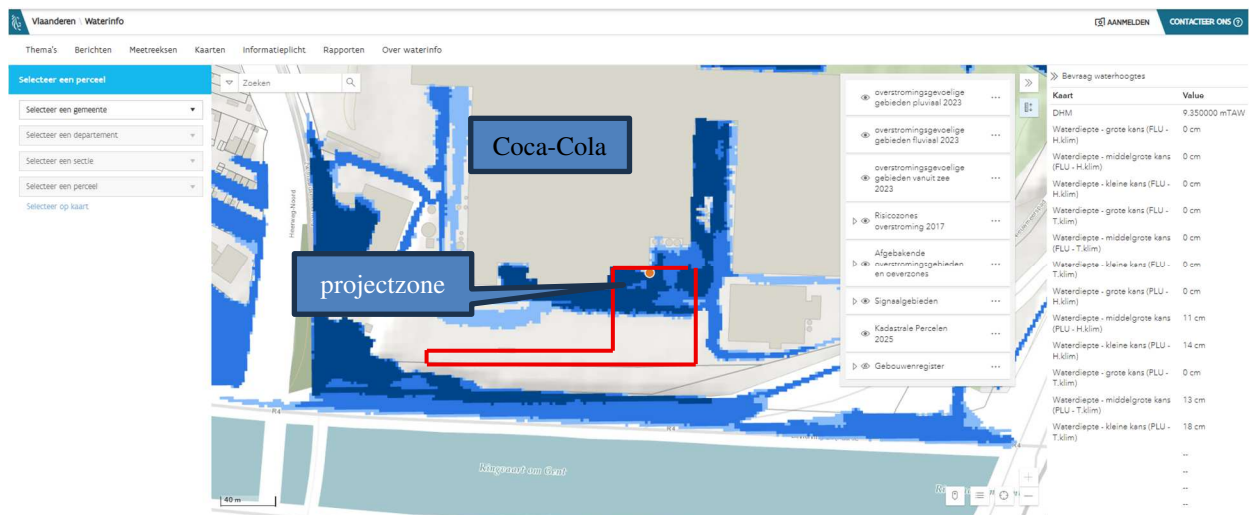 Vlaanderen \ Waterinfo
AANMELDEN
CONTACTEER ONS
Thema's Berichten Meetreeksen Kaarten Informatieplicht Rapporten Over waterinfo
Selecteer een perceel
Selecteer een gemeente
Selecteer een departement
Selecteer een sectie
Selecteer een perceel
Selecteer op kaart
Zoeken
Coca-Cola
projectzone
Heerweg-Noord
R4
R4
R4
Ringvaart om Gent
40 m
overstromingsgevoelige
gebieden pluviaal 2023
overstromingsgevoelige
gebieden fluviaal 2023
overstromingsgevoelige
gebieden vanuit zee
2023
Risicozones
overstroming 2017
Afgebakende
overstromingsgebieden
en oeverzones
Signaalgebieden
Kadastrale Percelen
2025
Gebouwenregister
Bevraag waterhoogtes
Kaart Value
DHM 9.350000 mTAW
Waterdiepte - grote kans (FLU - 0 cm
H.klim)
Waterdiepte - middelgrote kans 0 cm
(FLU - H.klim)
Waterdiepte - kleine kans (FLU - 0 cm
H.klim)
Waterdiepte - grote kans (FLU - 0 cm
T.klim)
Waterdiepte - middelgrote kans 0 cm
(FLU - T.klim)
Waterdiepte - kleine kans (FLU - 0 cm
T.klim)
Waterdiepte - grote kans (PLU - 0 cm
H.klim)
Waterdiepte - middelgrote kans 11 cm
(PLU - H.klim)
Waterdiepte - kleine kans (PLU - 14 cm
H.klim)
Waterdiepte - grote kans (PLU - 0 cm
T.klim)
Waterdiepte - middelgrote kans 13 cm
(PLU - T.klim)
Waterdiepte - kleine kans (PLU - 18 cm
T.klim)
--
--
--
--